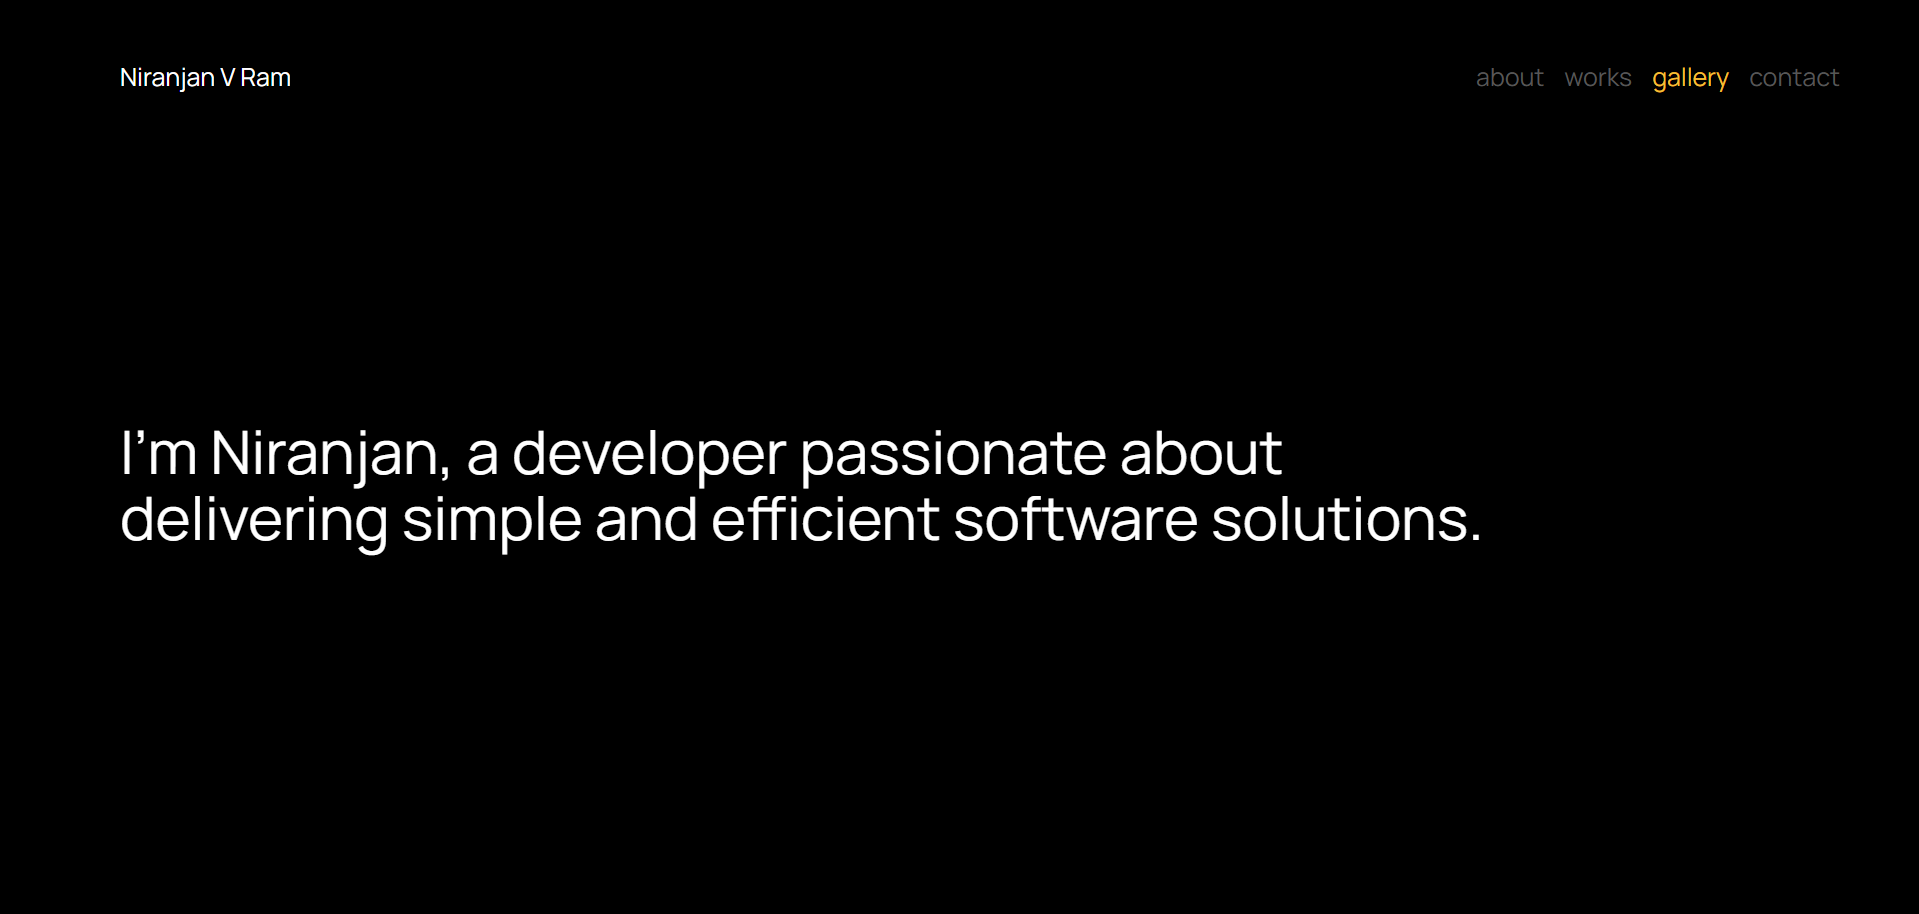 Niranjan V Ram
about works gallery contact
I’m Niranjan, a developer passionate about
delivering simple and efficient software solutions.